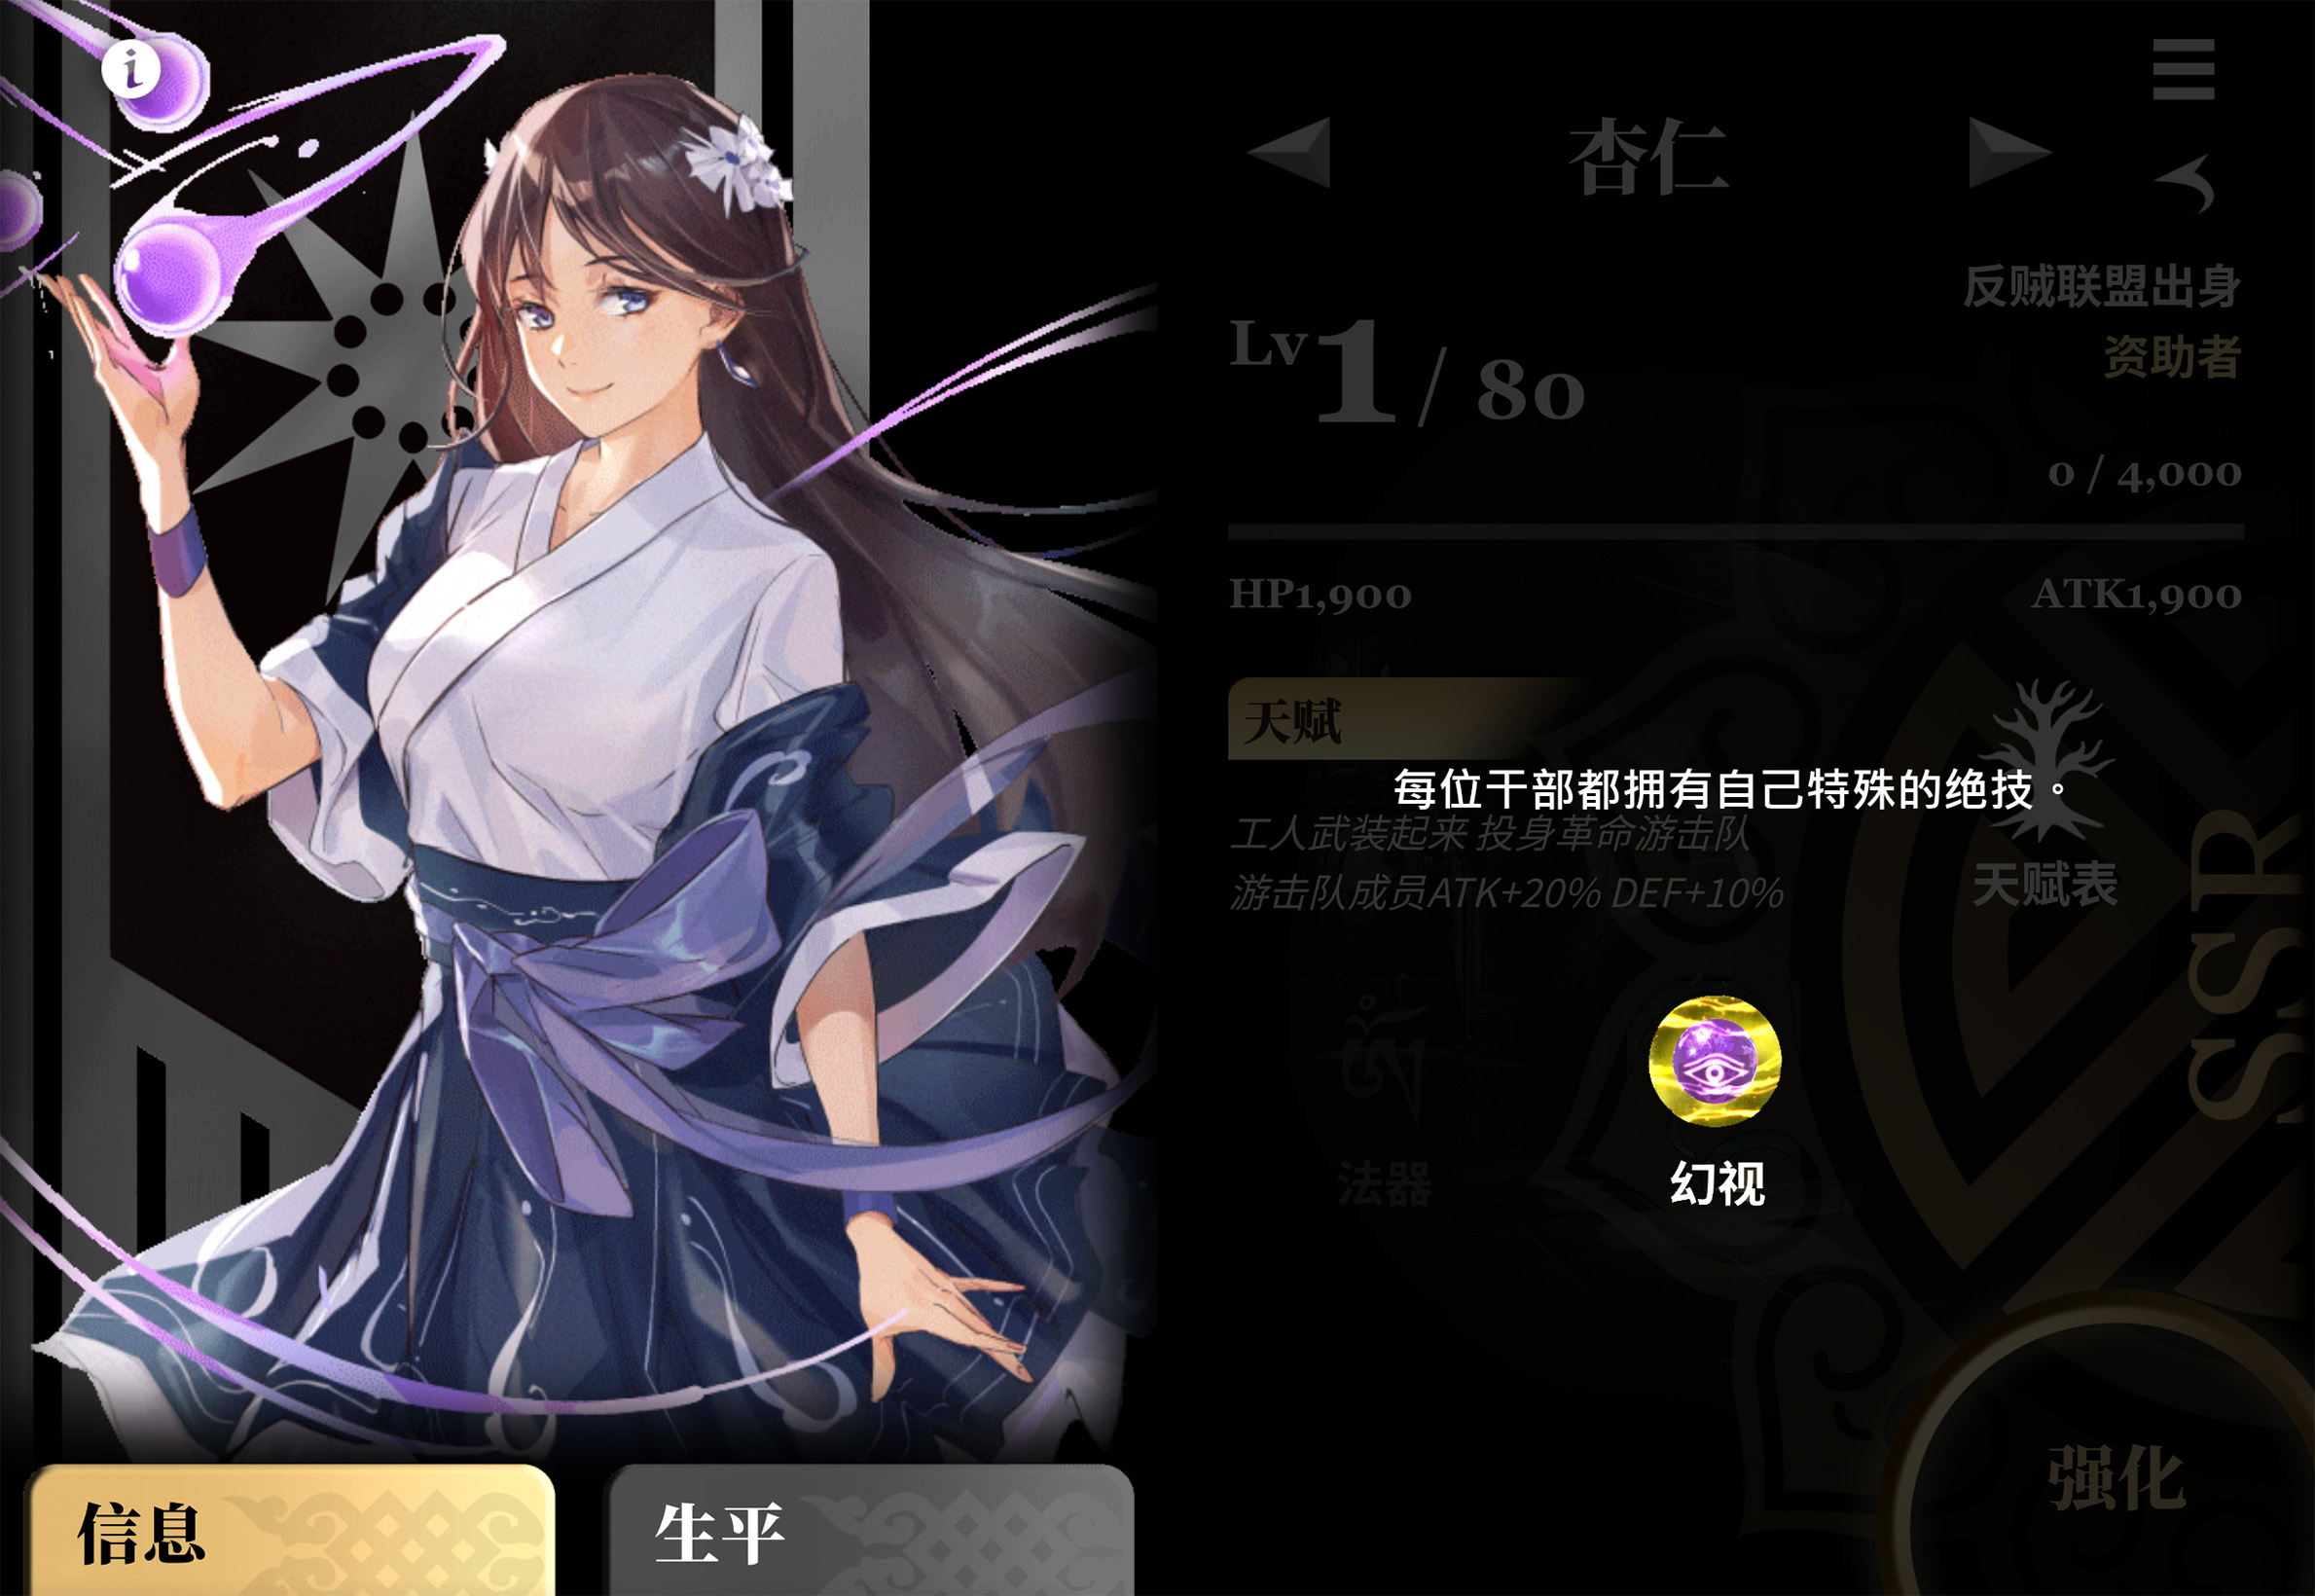 i
杏仁
反贼联盟出身
资助者
Lv1/ 80
0 / 4,000
HP1,900
ATK1,900
天赋
每位干部都拥有自己特殊的绝技。
工人武装起来 投身革命游击队
游击队成员ATK+20% DEF+10%
天赋表
SSR
法器
幻视
强化
信息
生平